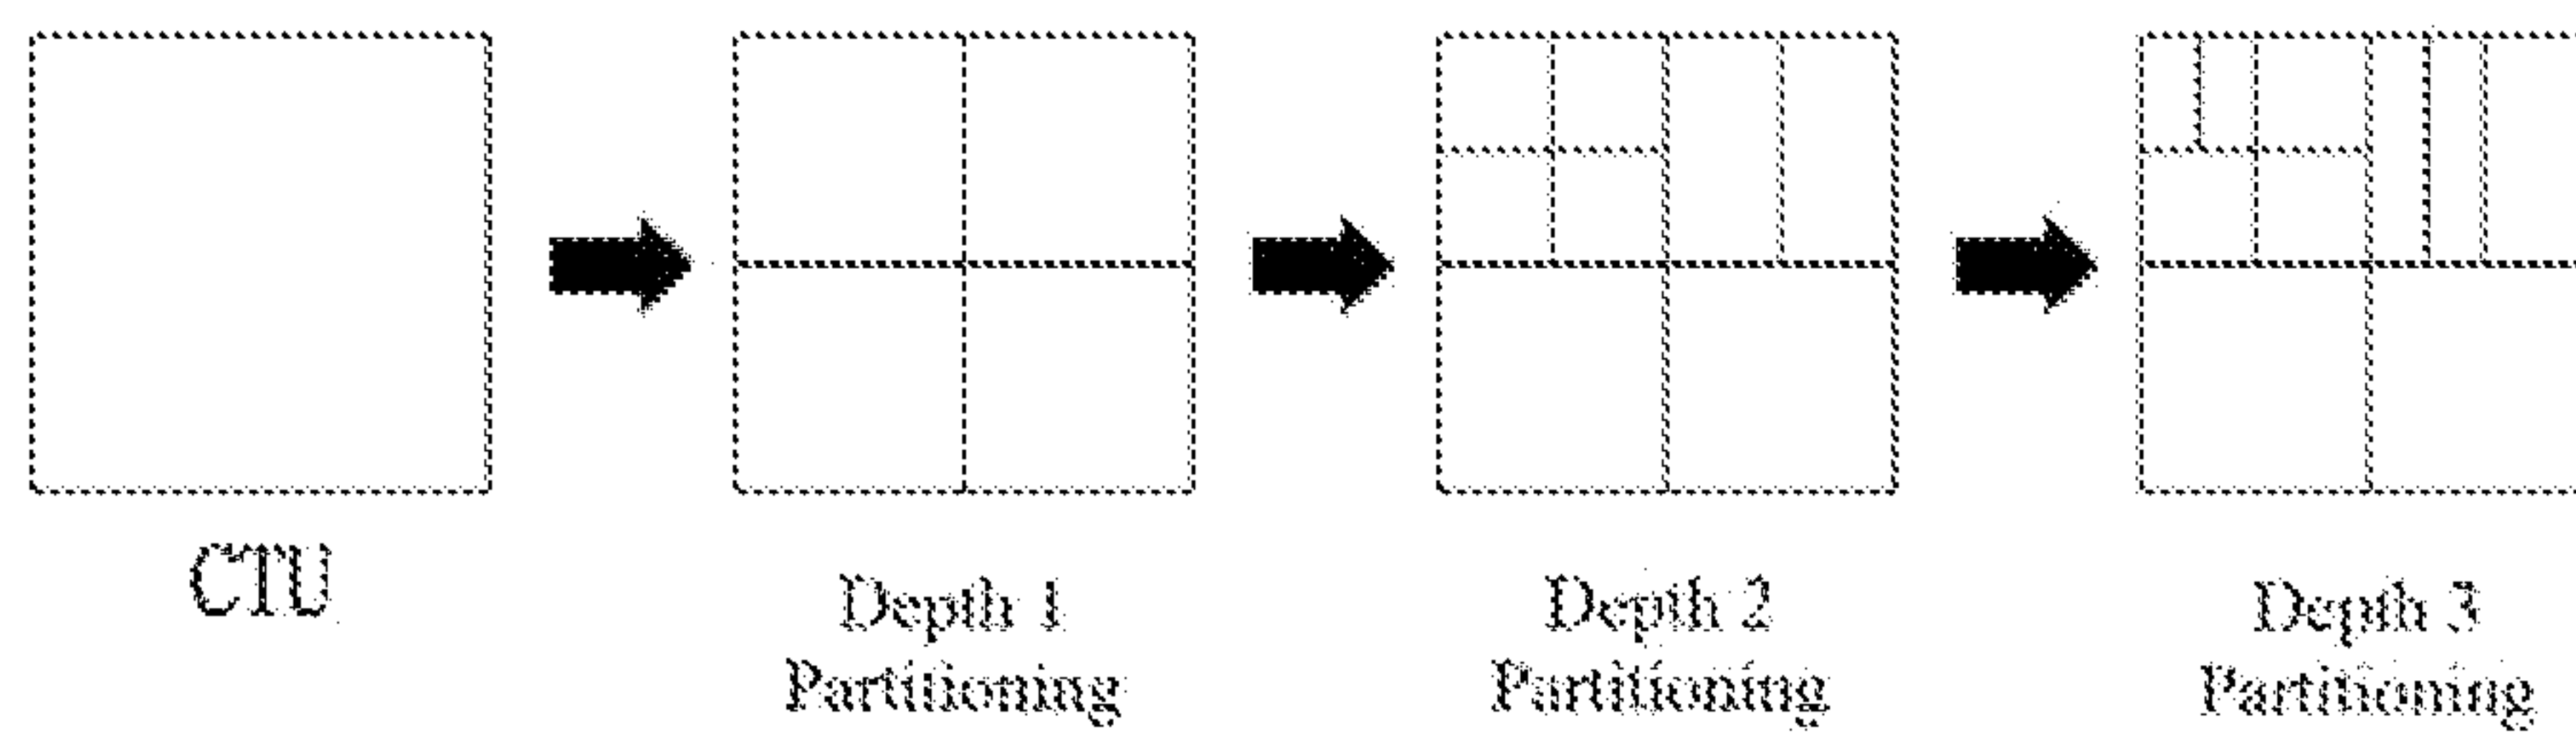 CTU
Depth 1
Partitioning
Depth 2
Partitioning
Depth 3
Partitioning